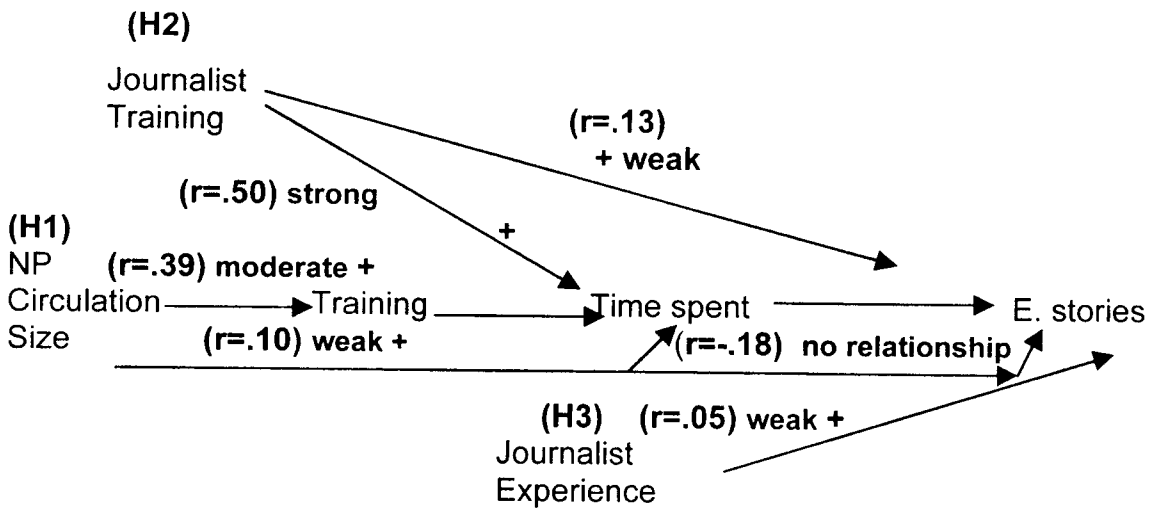 (H2)
Journalist
Training
(r=.13)
+ weak
(r=.50) strong
+
(H1)
NP (r=.39) moderate +
Circulation Training Time spent E. stories
Size (r=.10) weak + (r=-.18) no relationship
(H3) (r=.05) weak +
Journalist
Experience